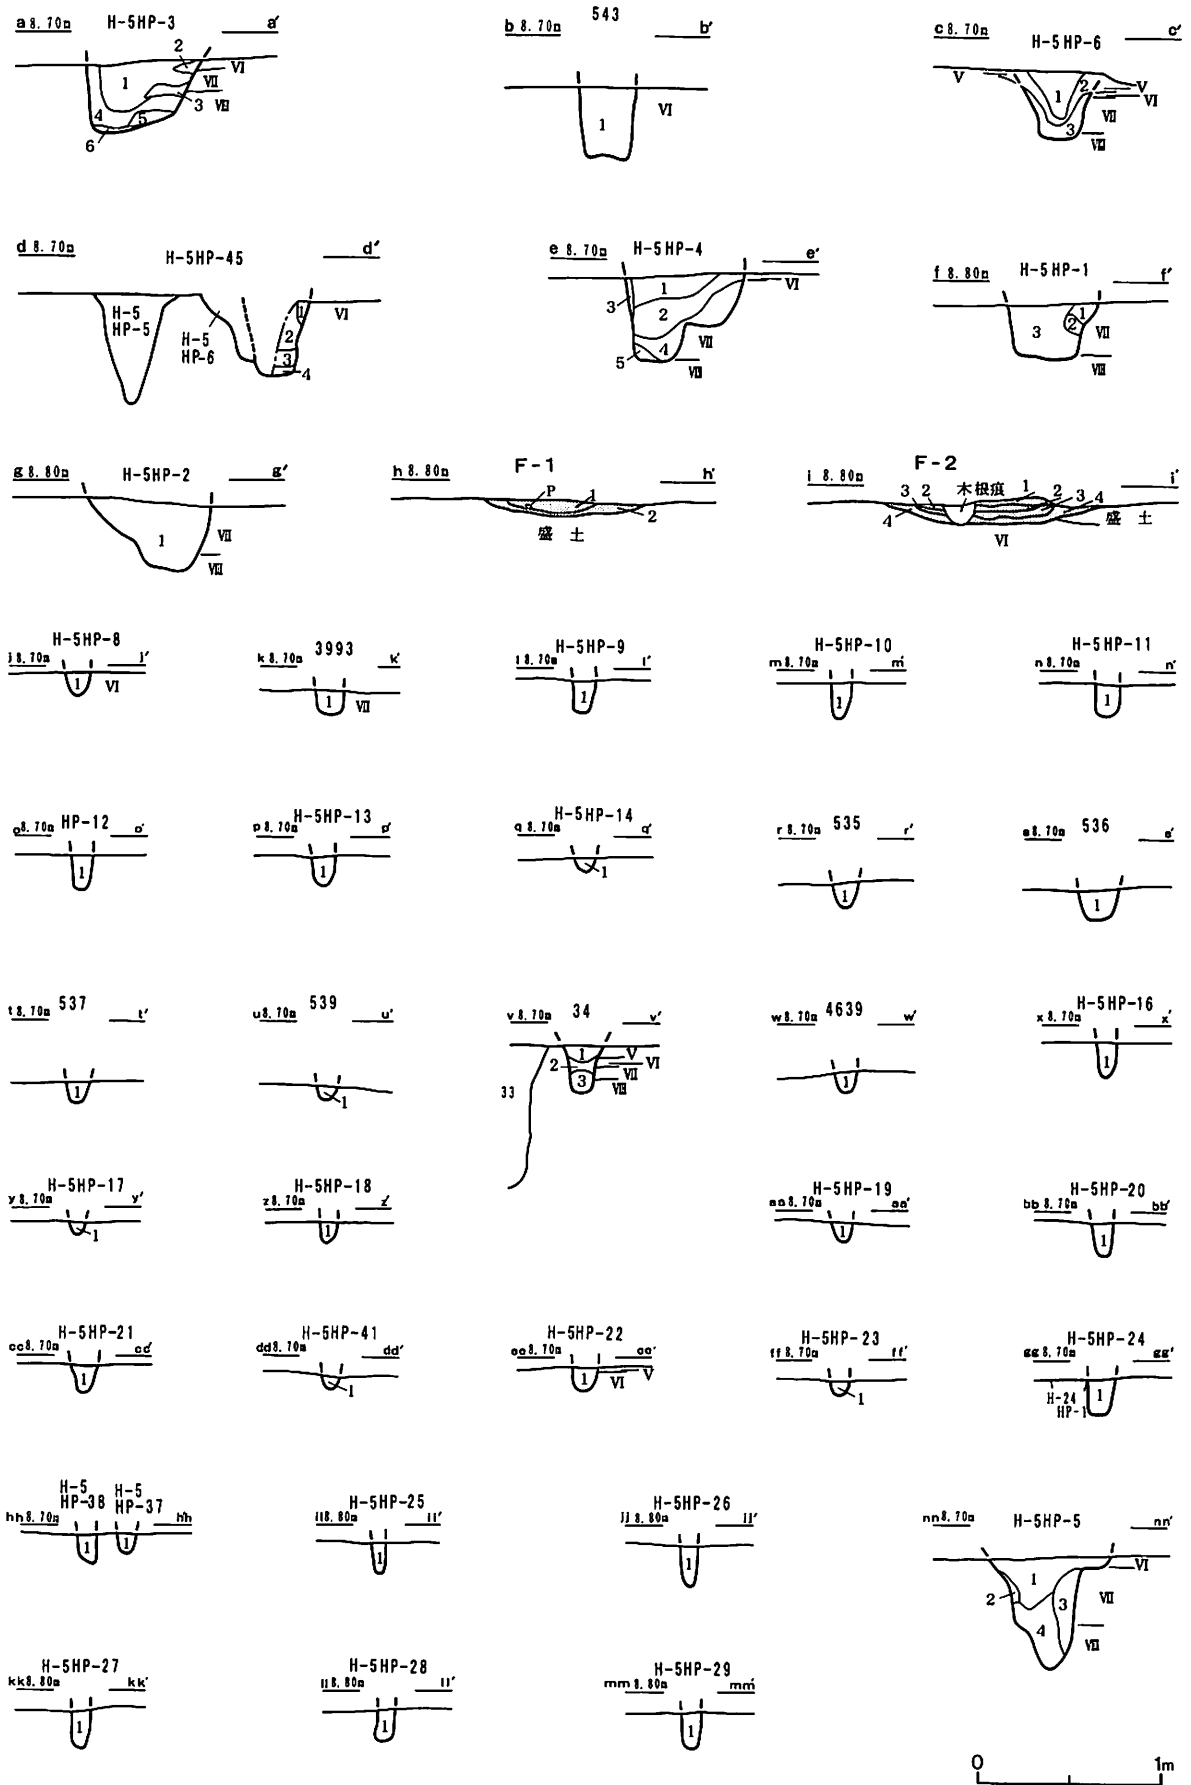 a 8.70m H-5HP-3 a'
1 2 3 4 5 6 VI VII VIII
b 8.70m 543 b'
1 VI
c 8.70m H-5HP-6 c'
V 1 2 3 V VI VII VIII
d 8.70m H-5HP-45 d'
H-5
HP-5
H-5
HP-6
1 2 3 4 VI
e 8.70m H-5HP-4 e'
1 2 3 4 5 VI VII VIII
f 8.80m H-5HP-1 f'
1 2 3 VII VIII
g 8.80m H-5HP-2 g'
1 VII VIII
h 8.80m F-1 h'
P 1 2
盛 土
i 8.80m F-2 i'
3 2 木根痕 1 2 3 4
4 盛 土
VI
j 8.70m H-5HP-8 j'
1 VI
k 8.70m 3993 k'
1 VII
l 8.70m H-5HP-9 l'
1
m 8.70m H-5HP-10 m'
1
n 8.70m H-5HP-11 n'
1
o 8.70m HP-12 o'
1
p 8.70m H-5HP-13 p'
1
q 8.70m H-5HP-14 q'
1
r 8.70m 535 r'
1
s 8.70m 536 s'
1
t 8.70m 537 t'
1
u 8.70m 539 u'
1
v 8.70m 34 v'
33 1 2 3 V VI VII VIII
w 8.70m 4639 w'
1
x 8.70m H-5HP-16 x'
1
y 8.70m H-5HP-17 y'
1
z 8.70m H-5HP-18 z'
1
aa 8.70m H-5HP-19 aa'
1
bb 8.70m H-5HP-20 bb'
1
cc 8.70m H-5HP-21 cc'
1
dd 8.70m H-5HP-41 dd'
1
ee 8.70m H-5HP-22 ee'
1 VI V
ff 8.70m H-5HP-23 ff'
1
gg 8.70m H-5HP-24 gg'
H-24
HP-1
1
H-5
HP-38
H-5
HP-37
hh 8.70m hh'
1 1
ii 8.80m H-5HP-25 ii'
1
jj 8.80m H-5HP-26 jj'
1
nn 8.70m H-5HP-5 nn'
1 2 3 4 VI VII VIII
kk 8.80m H-5HP-27 kk'
1
ll 8.80m H-5HP-28 ll'
1
mm 8.80m H-5HP-29 mm'
1
0 1m